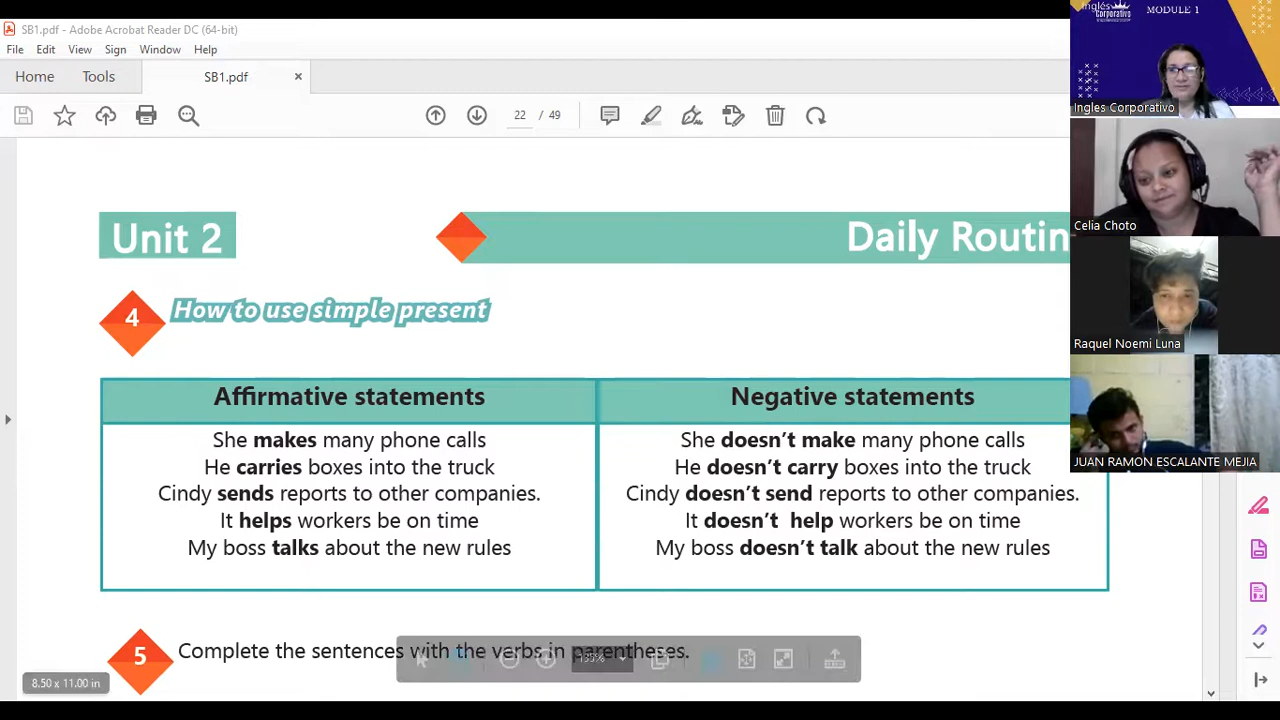 SB1.pdf - Adobe Acrobat Reader DC (64-bit)
File Edit View Sign Window Help
Home Tools SB1.pdf ×
22 / 49
Unit 2
Daily Routin
4 How to use simple present
Affirmative statements
She makes many phone calls
He carries boxes into the truck
Cindy sends reports to other companies.
It helps workers be on time
My boss talks about the new rules
Negative statements
She doesn't make many phone calls
He doesn't carry boxes into the truck
Cindy doesn't send reports to other companies.
It doesn't help workers be on time
My boss doesn't talk about the new rules
5 Complete the sentences with the verbs in parentheses.
8.50 x 11.00 in
Inglés
corporativo
MODULE 1
Ingles Corporativo
Celia Choto
Raquel Noemi Luna
JUAN RAMON ESCALANTE MEJIA